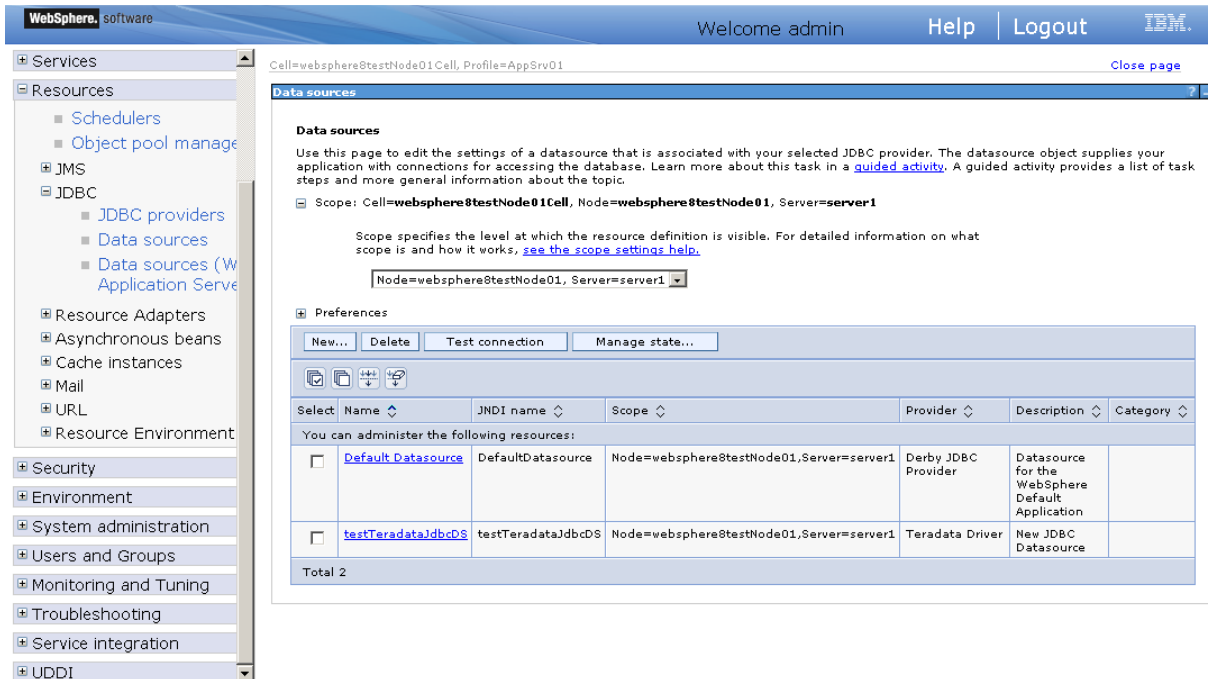 WebSphere. software
Welcome admin
Help
Logout
IBM.
Services
Resources
Schedulers
Object pool manage
JMS
JDBC
JDBC providers
Data sources
Data sources (W
Application Serve
Resource Adapters
Asynchronous beans
Cache instances
Mail
URL
Resource Environment
Security
Environment
System administration
Users and Groups
Monitoring and Tuning
Troubleshooting
Service integration
UDDI
Cell=websphere8testNode01Cell, Profile=AppSrv01
Close page
Data sources
? -
Data sources
Use this page to edit the settings of a datasource that is associated with your selected JDBC provider. The datasource object supplies your
application with connections for accessing the database. Learn more about this task in a guided activity. A guided activity provides a list of task
steps and more general information about the topic.
Scope: Cell=websphere8testNode01Cell, Node=websphere8testNode01, Server=server1
Scope specifies the level at which the resource definition is visible. For detailed information on what
scope is and how it works, see the scope settings help.
Node=websphere8testNode01, Server=server1
Preferences
New... Delete Test connection Manage state...
Select Name JNDI name Scope Provider Description Category
You can administer the following resources:
Default Datasource DefaultDatasource Node=websphere8testNode01,Server=server1 Derby JDBC Datasource
Provider for the
WebSphere
Default
Application
testTeradataJdbcDS testTeradataJdbcDS Node=websphere8testNode01,Server=server1 Teradata Driver New JDBC
Datasource
Total 2